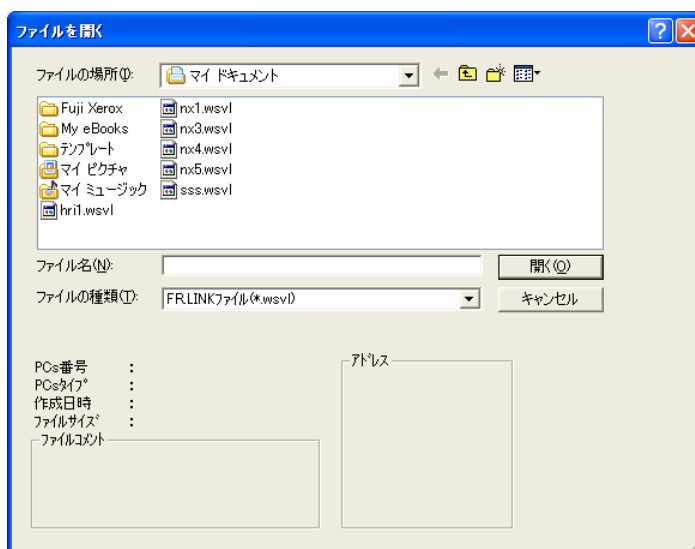 ファイルを開く
ファイルの場所(I):
マイ ドキュメント
Fuji Xerox
My eBooks
テンプレート
マイ ピクチャ
マイ ミュージック
hri1.wsvl
nx1.wsvl
nx3.wsvl
nx4.wsvl
nx5.wsvl
sss.wsvl
ファイル名(N):
開く(O)
ファイルの種類(T):
FRLINKファイル(*.wsvl)
キャンセル
PCs番号 :
PCsタイプ :
作成日時 :
ファイルサイズ :
ファイルコメント
アドレス